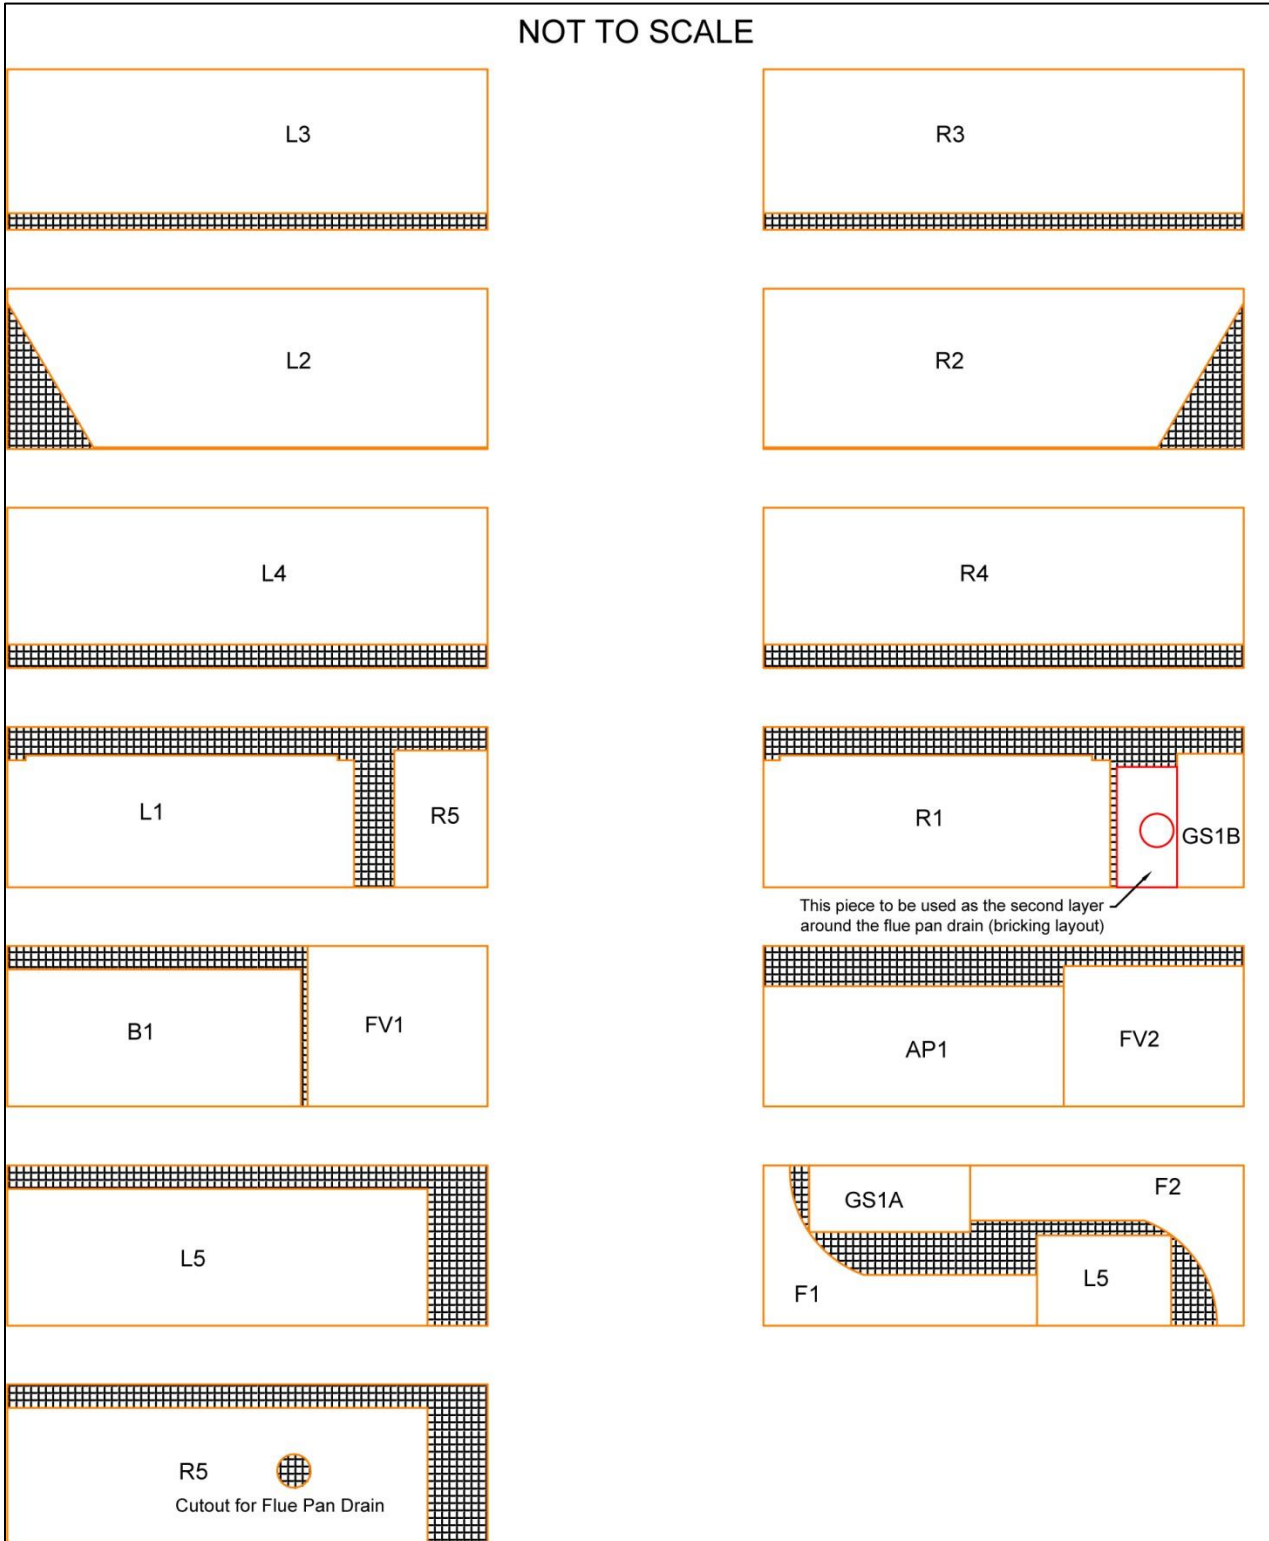 NOT TO SCALE
L3
R3
L2
R2
L4
R4
L1
R5
R1
GS1B
This piece to be used as the second layer
around the flue pan drain (bricking layout)
B1
FV1
AP1
FV2
L5
GS1A
F2
F1
L5
R5
Cutout for Flue Pan Drain